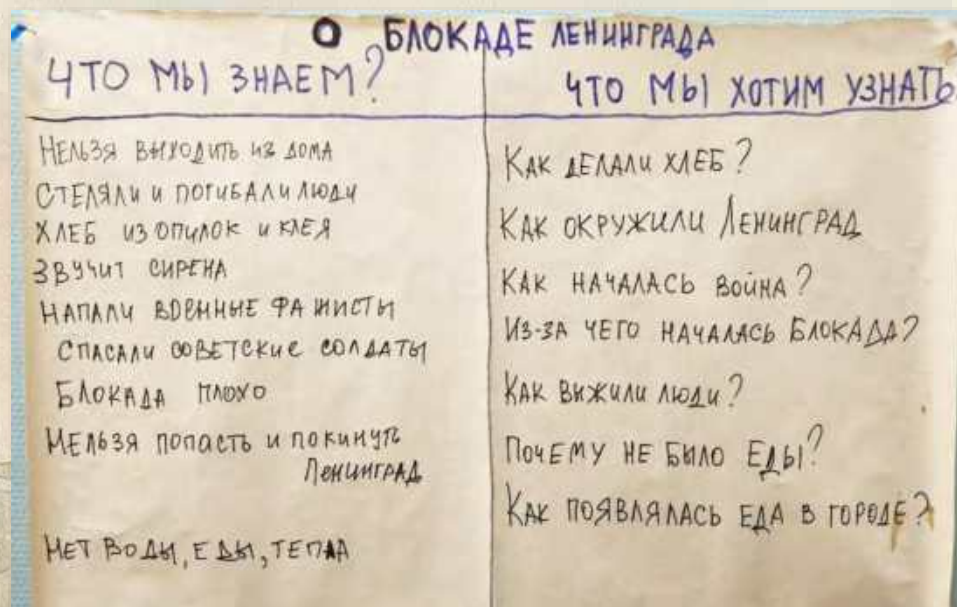 О БЛОКАДЕ ЛЕНИНГРАДА
ЧТО МЫ ЗНАЕМ?
НЕЛЬЗЯ ВЫХОДИТЬ ИЗ ДОМА
СТЕЛЯЛИ И ПОГИБАЛИ ЛЮДИ
ХЛЕБ ИЗ ОПИЛОК И КЛЕЯ
ЗВУЧИТ СИРЕНА
НАПАЛИ ВОЕННЫЕ ФАШИСТЫ
СПАСАЛИ СОВЕТСКИЕ СОЛДАТЫ
БЛОКАДА ПЛОХО
НЕЛЬЗЯ ПОПАСТЬ И ПОКИНУТЬ
ЛЕНИНГРАД
НЕТ ВОДЫ, ЕДЫ, ТЕПЛА
ЧТО МЫ ХОТИМ УЗНАТЬ
КАК ДЕЛАЛИ ХЛЕБ?
КАК ОКРУЖИЛИ ЛЕНИНГРАД
КАК НАЧАЛАСЬ ВОЙНА?
ИЗ-ЗА ЧЕГО НАЧАЛАСЬ БЛОКАДА?
КАК ВЫЖИЛИ ЛЮДИ?
ПОЧЕМУ НЕ БЫЛО ЕДЫ?
КАК ПОЯВЛЯЛАСЬ ЕДА В ГОРОДЕ?